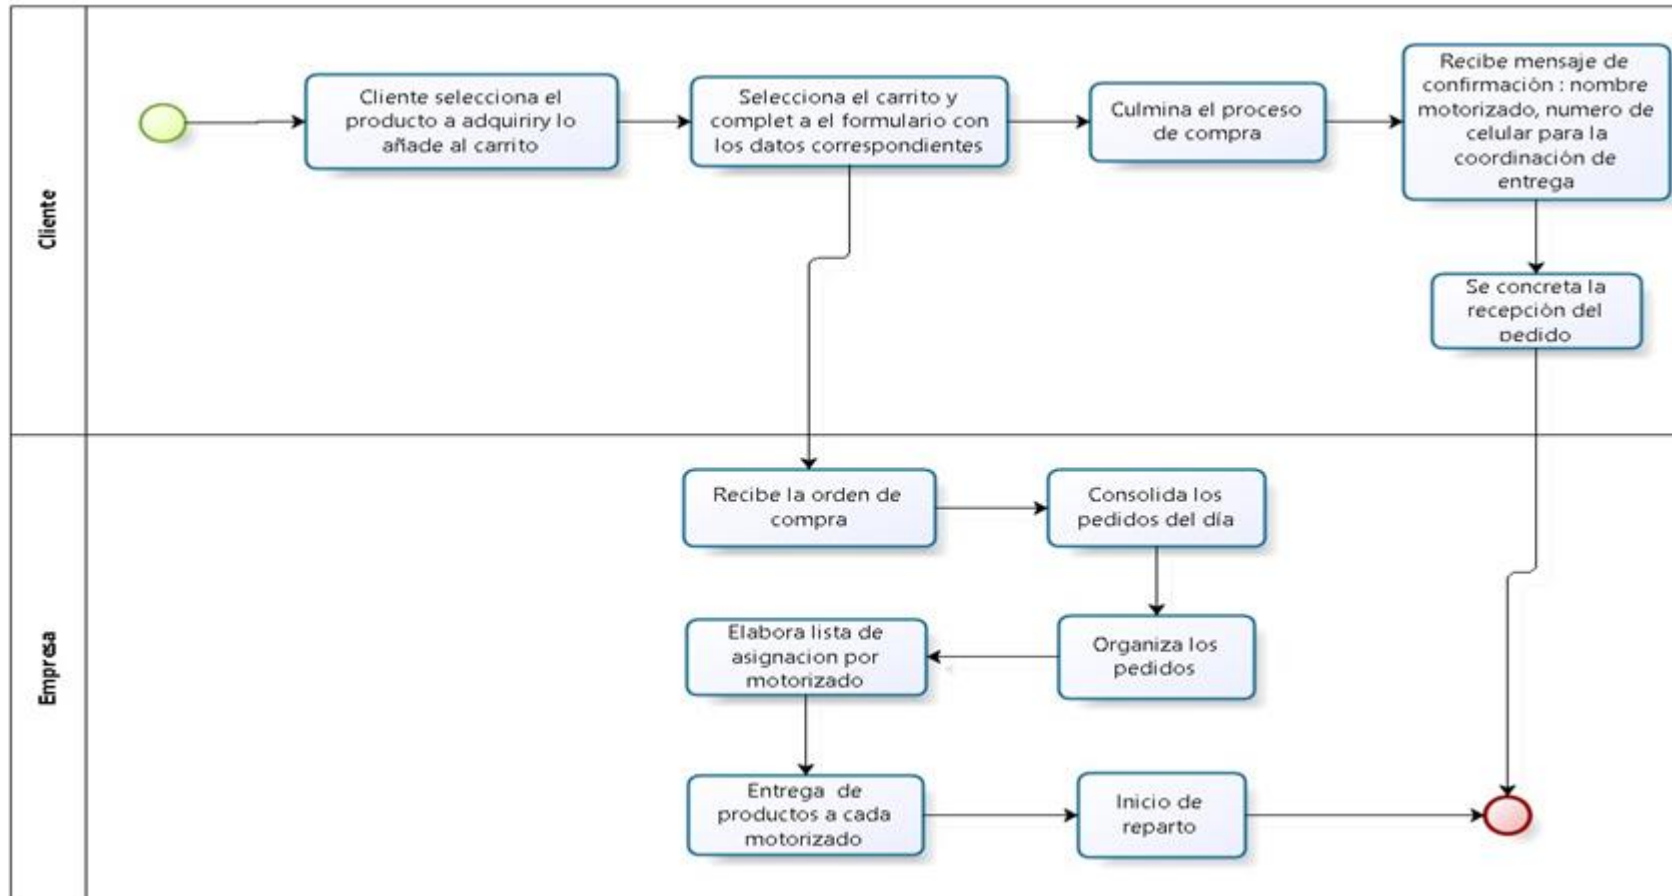 Cliente
Cliente selecciona el
producto a adquiriry lo
añade al carrito
Selecciona el carrito y
complet a el formulario con
los datos correspondientes
Culmina el proceso
de compra
Recibe mensaje de
confirmación : nombre
motorizado, numero de
celular para la
coordinación de
entrega
Se concreta la
recepción del
pedido
Empresa
Recibe la orden de
compra
Consolida los
pedidos del día
Organiza los
pedidos
Elabora lista de
asignacion por
motorizado
Entrega de
productos a cada
motorizado
Inicio de
reparto